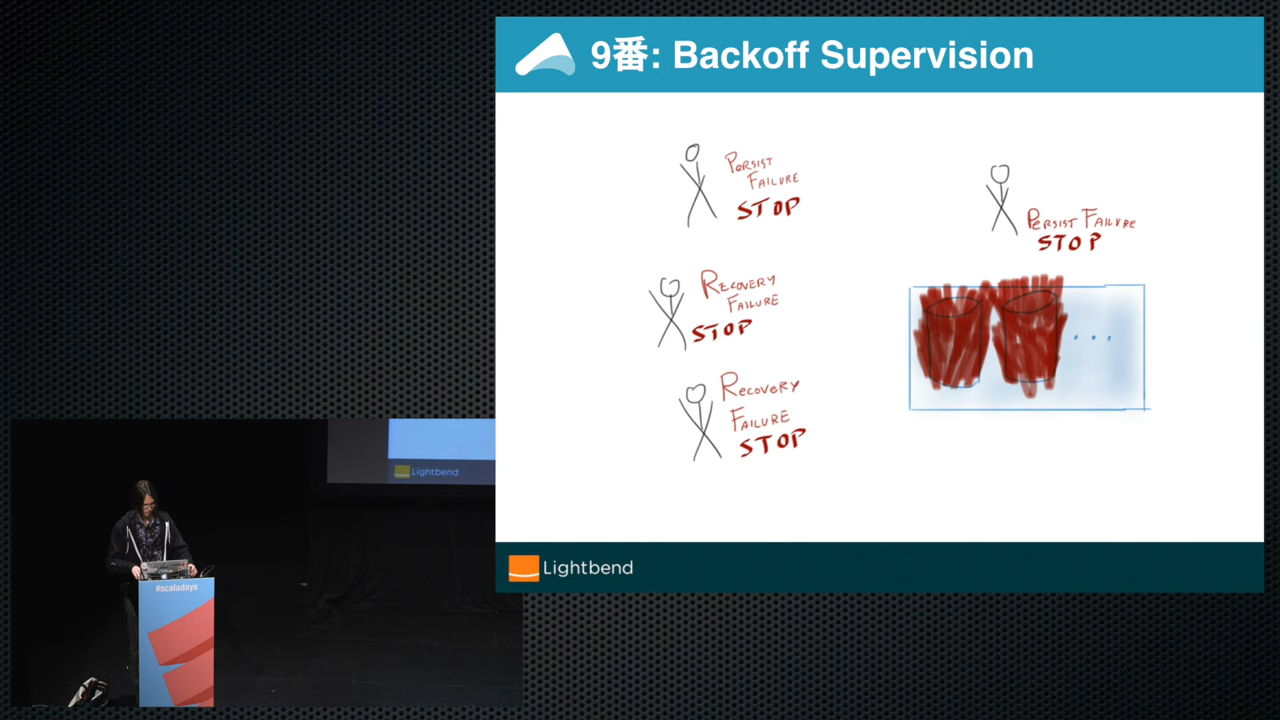 9番: Backoff Supervision
PERSIST
FAILURE
STOP
PERSIST FAILURE
STOP
RECOVERY
FAILURE
STOP
RECOVERY
FAILURE
STOP
...
Lightbend
Lightbend
#scaladays